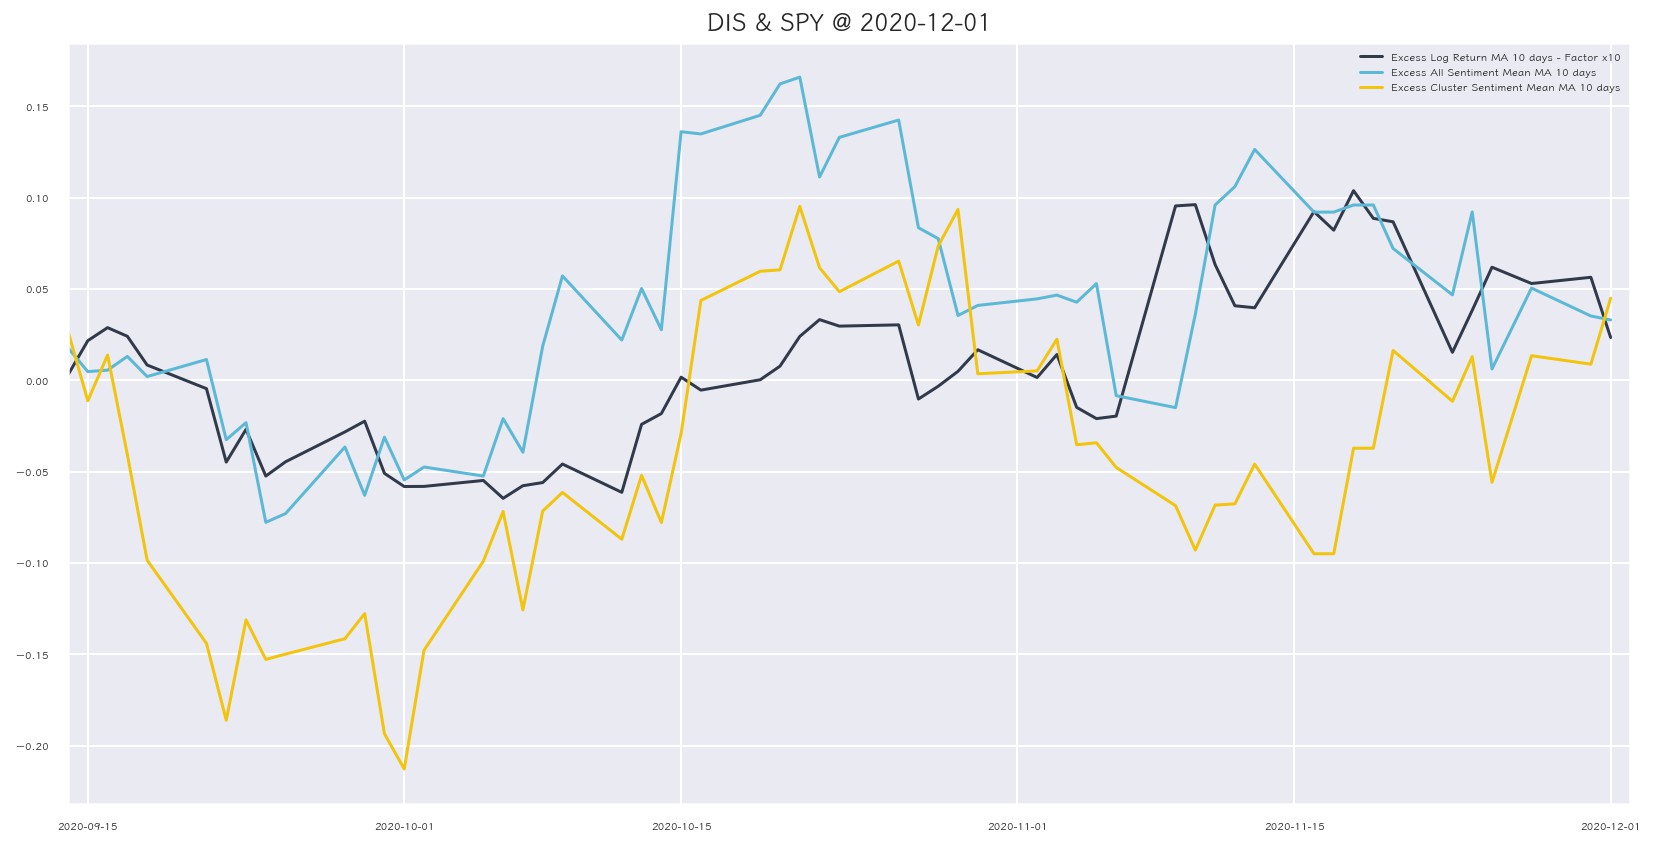 DIS & SPY @ 2020-12-01
Excess Log Return MA 10 days - Factor x10
Excess All Sentiment Mean MA 10 days
Excess Cluster Sentiment Mean MA 10 days
0.15
0.10
0.05
0.00
−0.05
−0.10
−0.15
−0.20
2020-09-15 2020-10-01 2020-10-15 2020-11-01 2020-11-15 2020-12-01